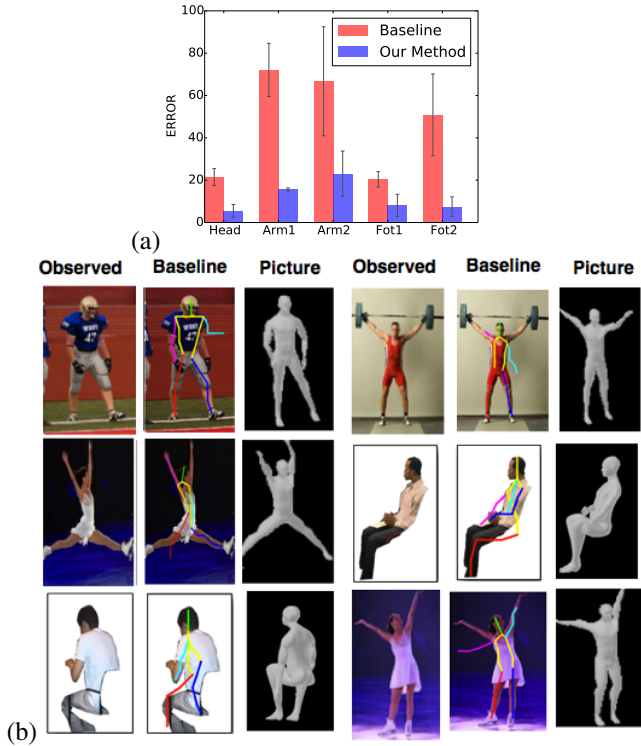 100
80
60
40
20
0
ERROR
Baseline
Our Method
Head Arm1 Arm2 Fot1 Fot2
(a)
Observed Baseline Picture Observed Baseline Picture
WEST
47
47
(b)